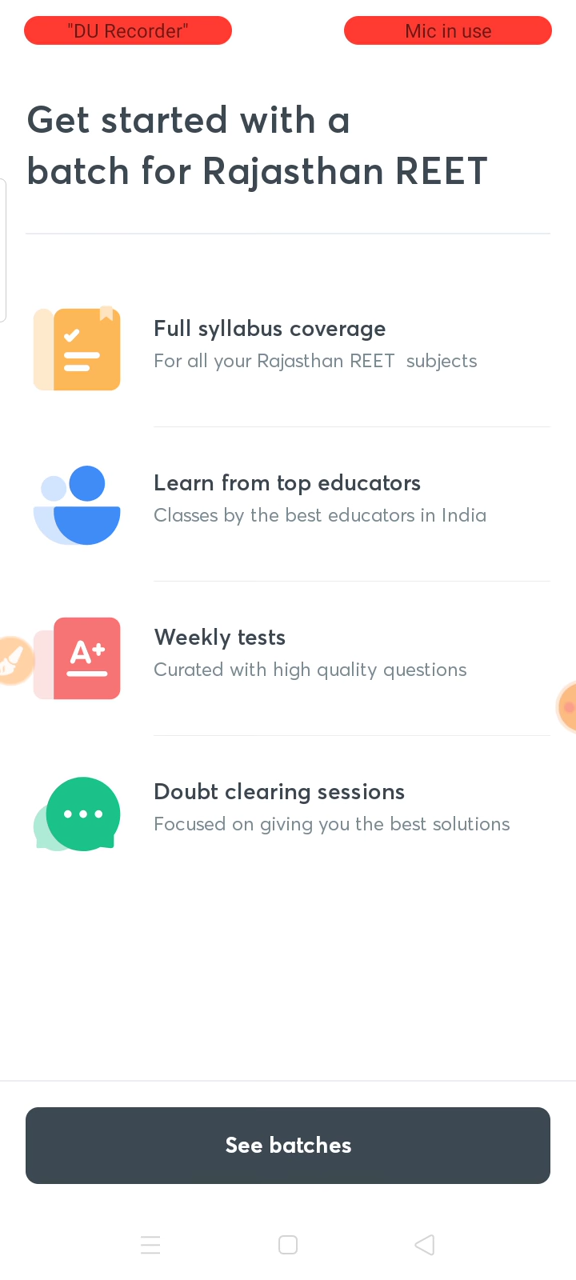 "DU Recorder"
Mic in use
Get started with a
batch for Rajasthan REET
Full syllabus coverage
For all your Rajasthan REET subjects
Learn from top educators
Classes by the best educators in India
A+
Weekly tests
Curated with high quality questions
Doubt clearing sessions
Focused on giving you the best solutions
See batches